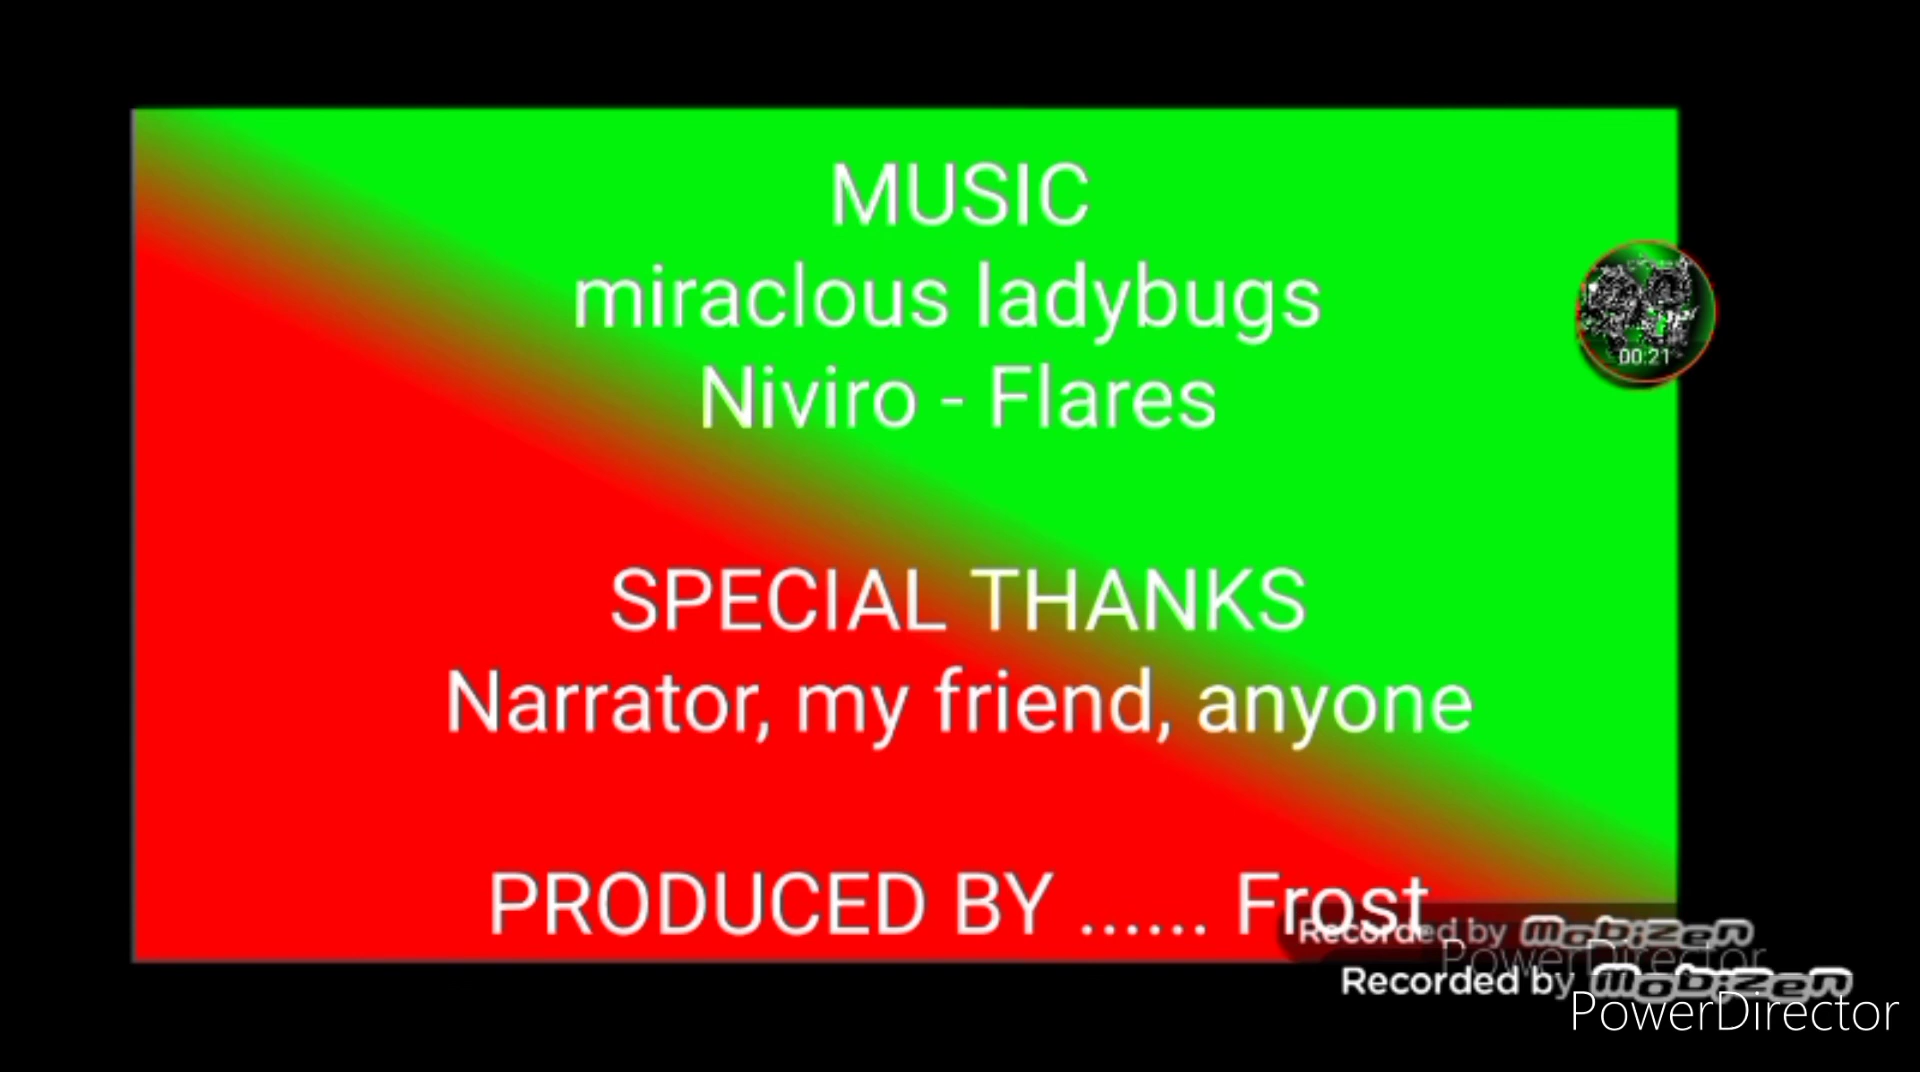 MUSIC
miraclous ladybugs
Niviro - Flares
00:21
SPECIAL THANKS
Narrator, my friend, anyone
PRODUCED BY ...... Frost
Recorded by mobizen
PowerDirector
Recorded by mobizen
PowerDirector